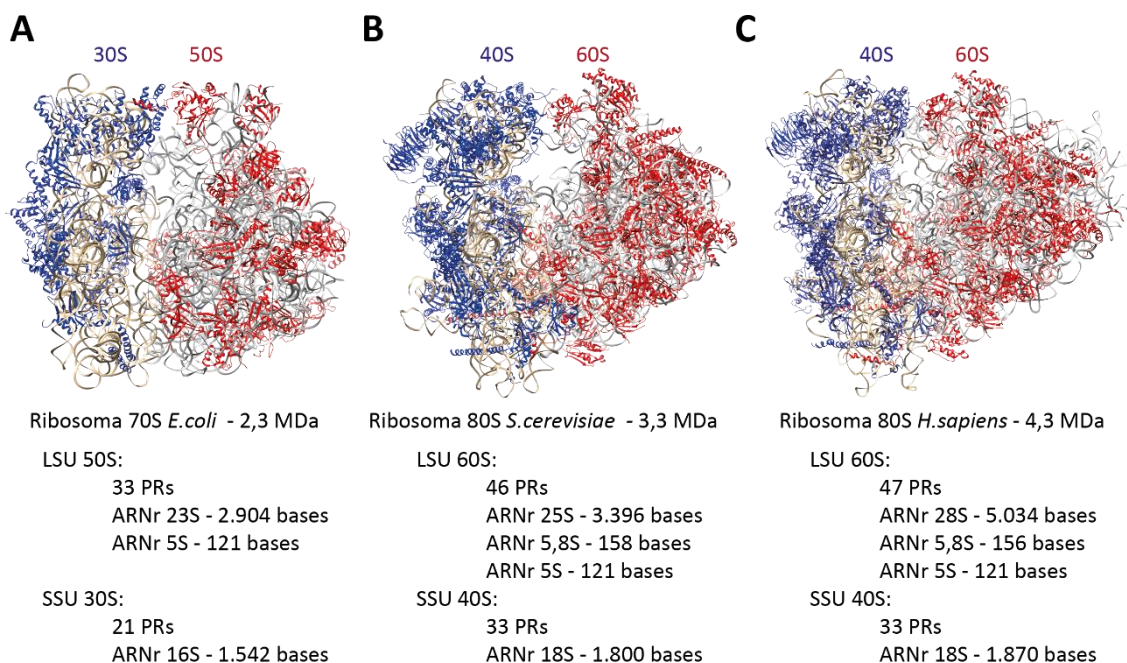 A
30S 50S
Ribosoma 70S E.coli - 2,3 MDa
LSU 50S:
33 PRs
ARNr 23S - 2.904 bases
ARNr 5S - 121 bases
SSU 30S:
21 PRs
ARNr 16S - 1.542 bases
B
40S 60S
Ribosoma 80S S.cerevisiae - 3,3 MDa
LSU 60S:
46 PRs
ARNr 25S - 3.396 bases
ARNr 5,8S - 158 bases
ARNr 5S - 121 bases
SSU 40S:
33 PRs
ARNr 18S - 1.800 bases
C
40S 60S
Ribosoma 80S H.sapiens - 4,3 MDa
LSU 60S:
47 PRs
ARNr 28S - 5.034 bases
ARNr 5,8S - 156 bases
ARNr 5S - 121 bases
SSU 40S:
33 PRs
ARNr 18S - 1.870 bases